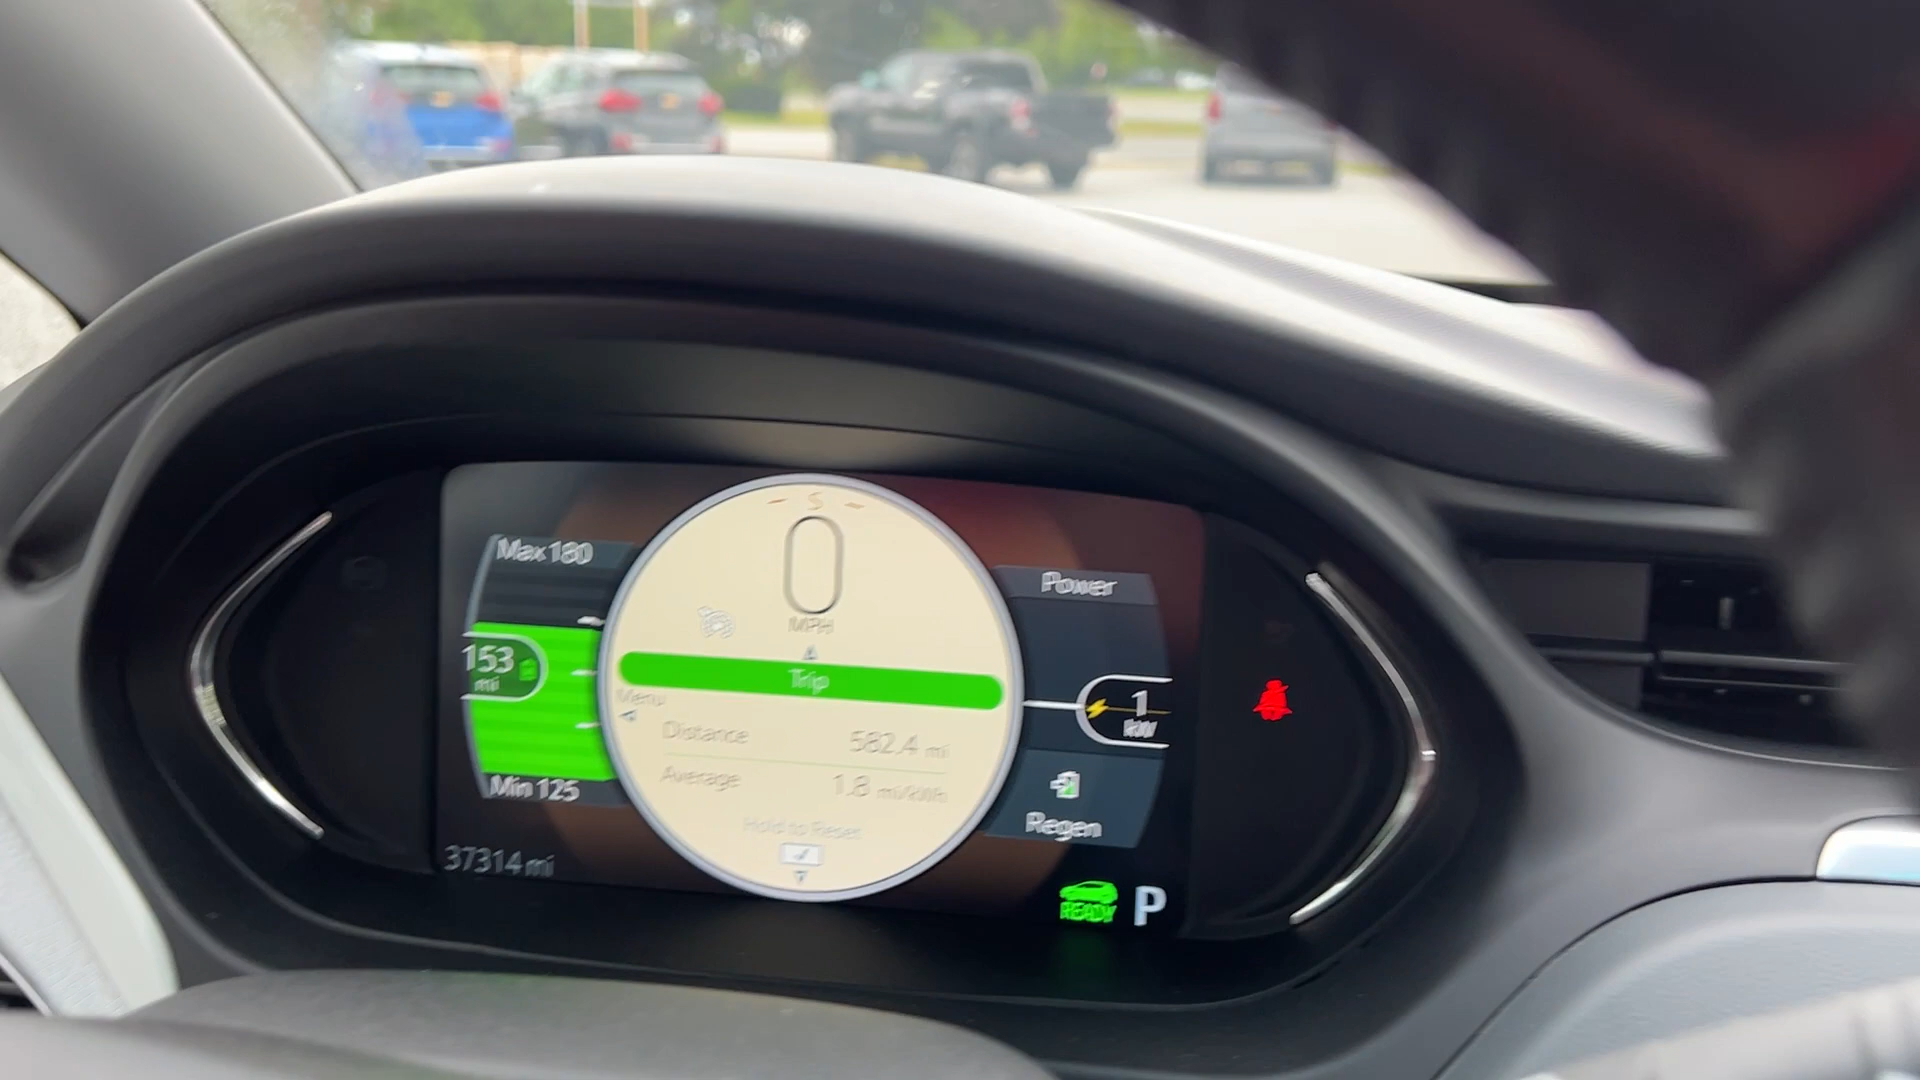 S
0
MPH
Max 180
153
mi
Min 125
37314 mi
Trip
Menu
Distance 582.4 mi
Average 1.8 mi/kWh
Hold to Reset
Power
1
kW
Regen
READY
P